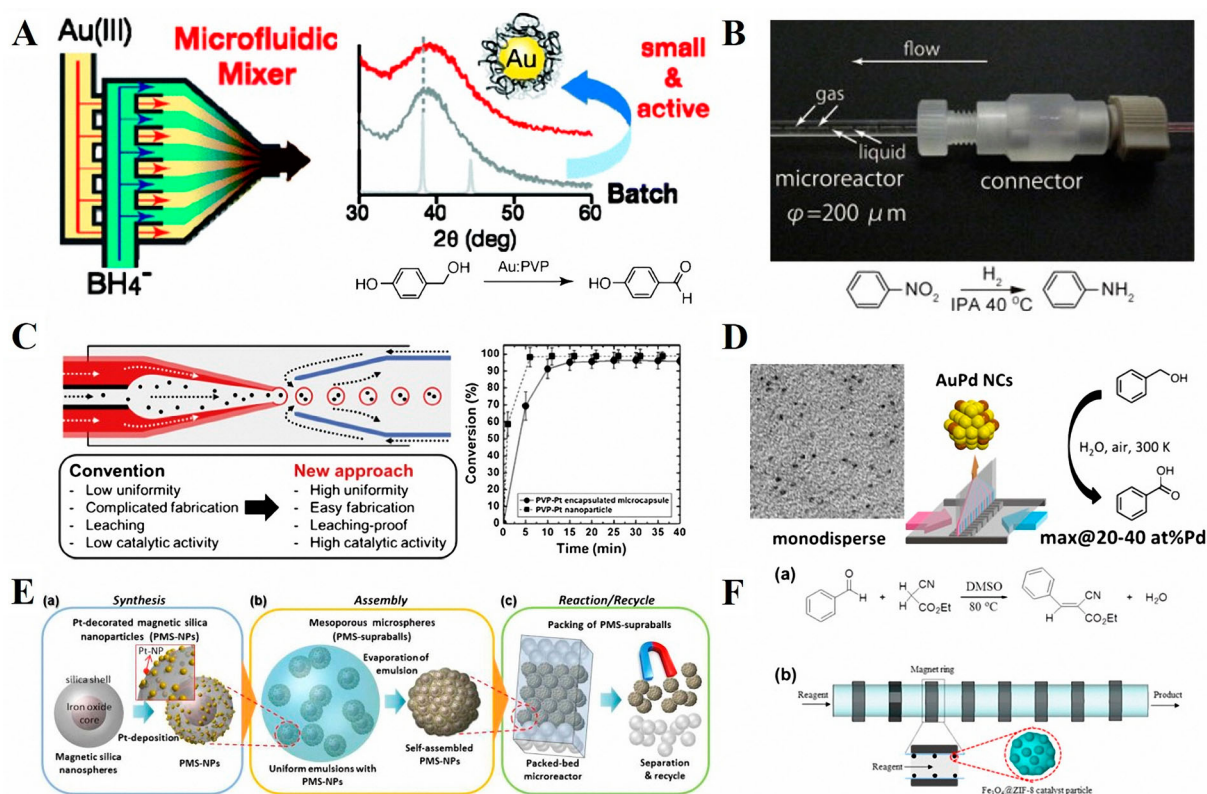 A
Au(III)
Microfluidic
Mixer
BH₄⁻
Au
small
&
active
Batch
30
40
50
60
2θ (deg)
HO
OH
Au:PVP
HO
O
H
B
flow
gas
liquid
microreactor
connector
φ=200 μm
NO₂
H₂
IPA 40 °C
NH₂
C
Convention
- Low uniformity
- Complicated fabrication
- Leaching
- Low catalytic activity
New approach
- High uniformity
- Easy fabrication
- Leaching-proof
- High catalytic activity
Conversion (%)
100
90
80
70
60
50
40
30
20
10
0
PVP-Pt encapsulated microcapsule
PVP-Pt nanoparticle
0 5 10 15 20 25 30 35 40
Time (min)
D
monodisperse
AuPd NCs
OH
H₂O, air, 300 K
OH
O
max@20-40 at%Pd
E
(a)
Synthesis
Pt-decorated magnetic silica
nanoparticles (PMS-NPs)
Pt-NP
silica shell
Iron oxide
core
Pt-deposition
Magnetic silica
nanospheres
PMS-NPs
(b)
Assembly
Mesoporous microspheres
(PMS-supraballs)
Evaporation of
emulsion
Uniform emulsions with
PMS-NPs
Self-assembled
PMS-NPs
(c)
Reaction/Recycle
Packing of PMS-supraballs
Packed-bed
microreactor
Separation
& recycle
F
(a)
O
H
+
H
H
CN
CO₂Et
DMSO
80 °C
CN
H
CO₂Et
+ H₂O
(b)
Magnet ring
Reagent
Product
Reagent
Fe₃O₄@ZIF-8 catalyst particle